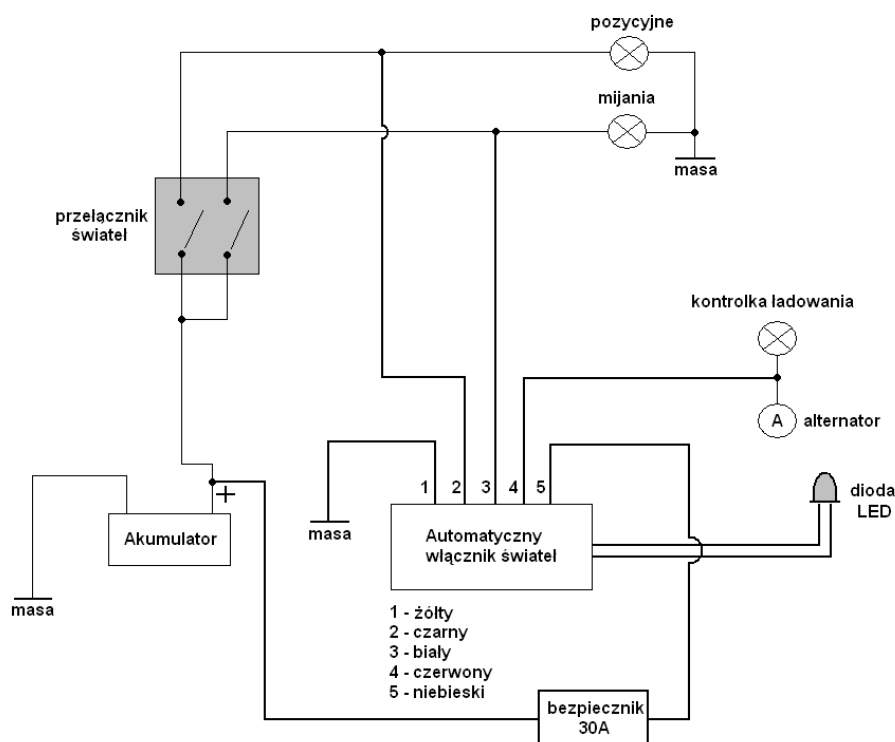 pozycyjne
mijania
masa
przełącznik
świateł
kontrolka ładowania
A
alternator
1
2
3
4
5
+
dioda
LED
masa
Akumulator
Automatyczny
włącznik świateł
masa
1 - żółty
2 - czarny
3 - biały
4 - czerwony
5 - niebieski
bezpiecznik
30A